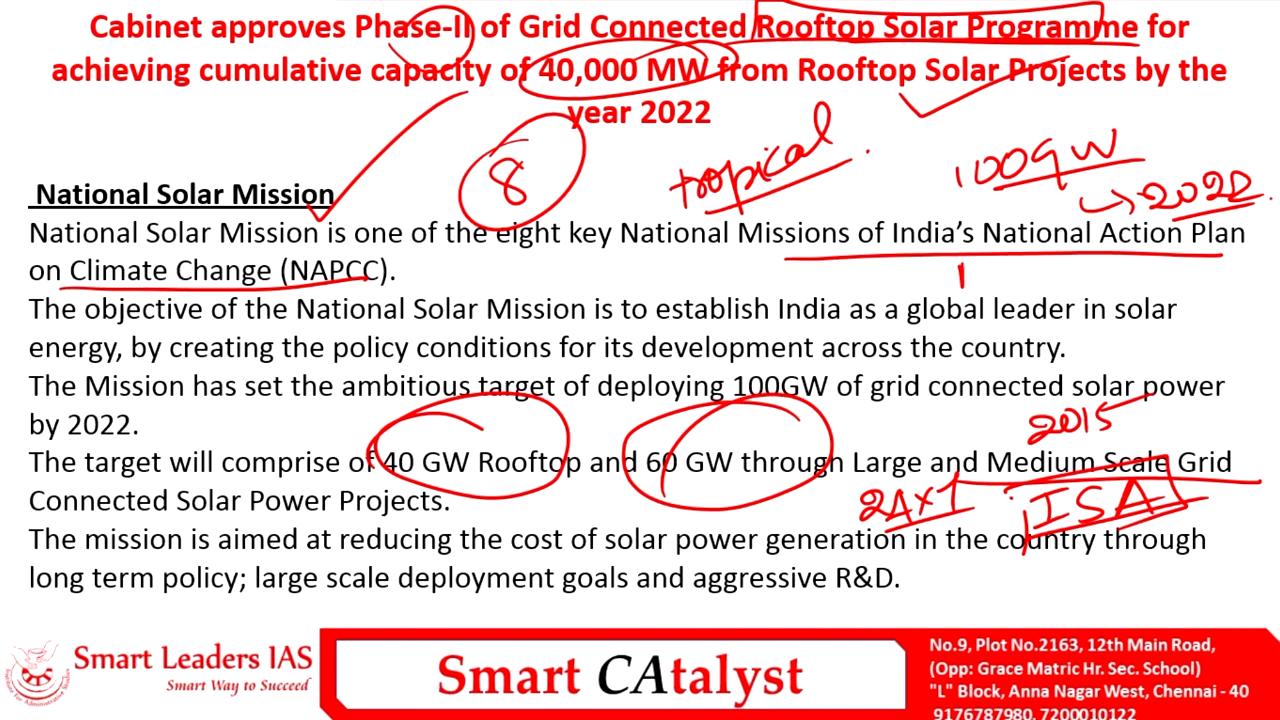 Cabinet approves Phase-II of Grid Connected Rooftop Solar Programme for
achieving cumulative capacity of 40,000 MW from Rooftop Solar Projects by the
year 2022
8
tropical
100GW
→ 2022
National Solar Mission
National Solar Mission is one of the eight key National Missions of India’s National Action Plan
on Climate Change (NAPCC).
The objective of the National Solar Mission is to establish India as a global leader in solar
energy, by creating the policy conditions for its development across the country.
The Mission has set the ambitious target of deploying 100GW of grid connected solar power
by 2022.
2015
The target will comprise of 40 GW Rooftop and 60 GW through Large and Medium Scale Grid
Connected Solar Power Projects.
24x7
ISA
The mission is aimed at reducing the cost of solar power generation in the country through
long term policy; large scale deployment goals and aggressive R&D.
Smart Leaders IAS
Smart Way to Succeed
Smart CAtalyst
No.9, Plot No.2163, 12th Main Road,
(Opp: Grace Matric Hr. Sec. School)
"L" Block, Anna Nagar West, Chennai - 40
9176787980, 7200010122